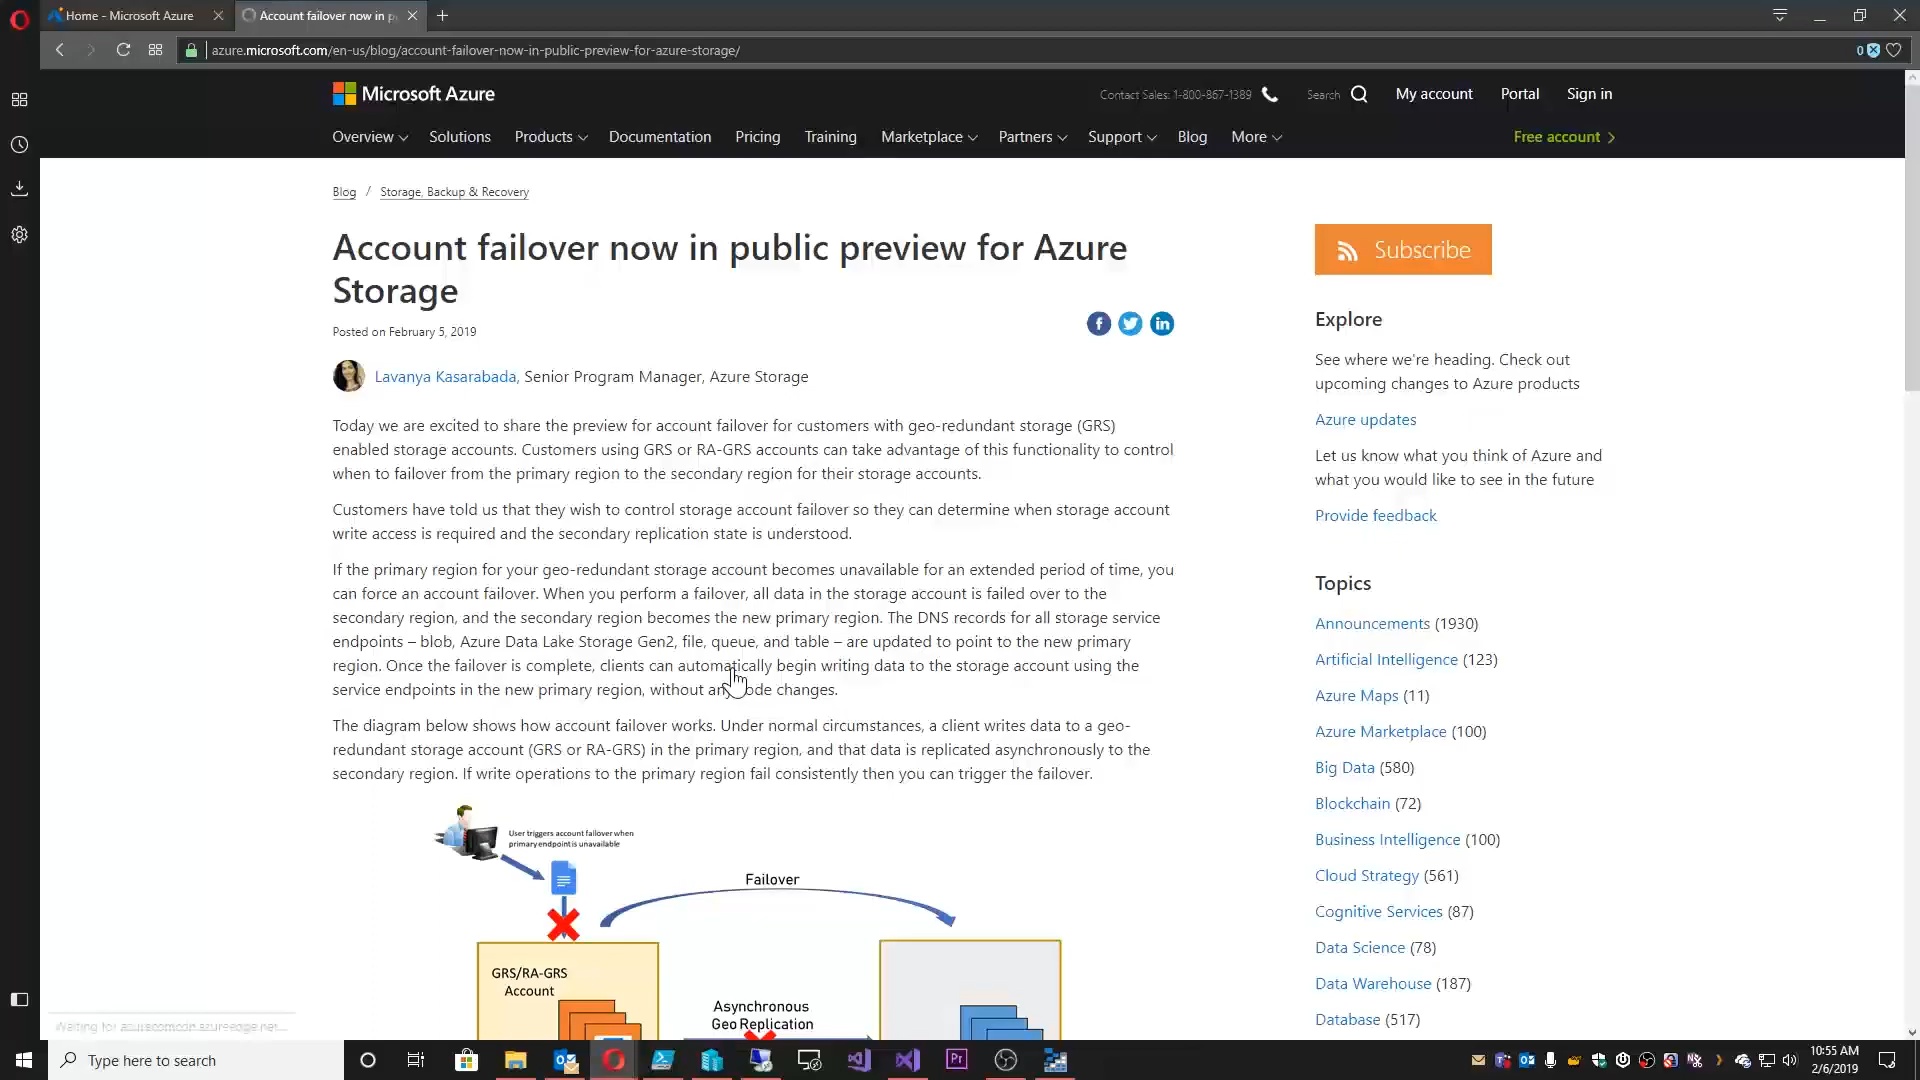 Home - Microsoft Azure
Account failover now in p
azure.microsoft.com/en-us/blog/account-failover-now-in-public-preview-for-azure-storage/
0
Microsoft Azure
Contact Sales: 1-800-867-1389
Search
My account
Portal
Sign in
Overview
Solutions
Products
Documentation
Pricing
Training
Marketplace
Partners
Support
Blog
More
Free account
Blog / Storage, Backup & Recovery
Account failover now in public preview for Azure
Storage
Posted on February 5, 2019
Lavanya Kasarabada, Senior Program Manager, Azure Storage
Today we are excited to share the preview for account failover for customers with geo-redundant storage (GRS)
enabled storage accounts. Customers using GRS or RA-GRS accounts can take advantage of this functionality to control
when to failover from the primary region to the secondary region for their storage accounts.
Customers have told us that they wish to control storage account failover so they can determine when storage account
write access is required and the secondary replication state is understood.
If the primary region for your geo-redundant storage account becomes unavailable for an extended period of time, you
can force an account failover. When you perform a failover, all data in the storage account is failed over to the
secondary region, and the secondary region becomes the new primary region. The DNS records for all storage service
endpoints – blob, Azure Data Lake Storage Gen2, file, queue, and table – are updated to point to the new primary
region. Once the failover is complete, clients can automatically begin writing data to the storage account using the
service endpoints in the new primary region, without any code changes.
The diagram below shows how account failover works. Under normal circumstances, a client writes data to a geo-
redundant storage account (GRS or RA-GRS) in the primary region, and that data is replicated asynchronously to the
secondary region. If write operations to the primary region fail consistently then you can trigger the failover.
User triggers account failover when
primary endpoint is unavailable
Failover
GRS/RA-GRS
Account
Asynchronous
Geo Replication
Subscribe
Explore
See where we're heading. Check out
upcoming changes to Azure products
Azure updates
Let us know what you think of Azure and
what you would like to see in the future
Provide feedback
Topics
Announcements (1930)
Artificial Intelligence (123)
Azure Maps (11)
Azure Marketplace (100)
Big Data (580)
Blockchain (72)
Business Intelligence (100)
Cloud Strategy (561)
Cognitive Services (87)
Data Science (78)
Data Warehouse (187)
Database (517)
Waiting for azurecomcdn.azureedge.net...
Type here to search
Pr
10:55 AM
2/6/2019